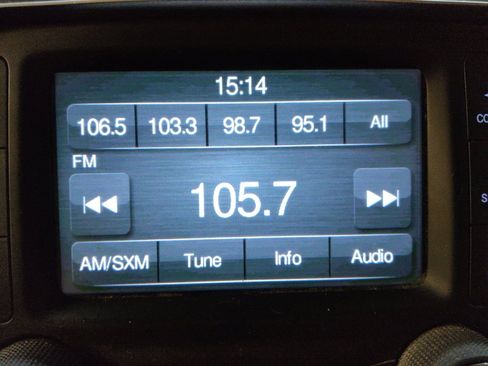 15:14
106.5 103.3 98.7 95.1 All
FM
105.7
AM/SXM Tune Info Audio